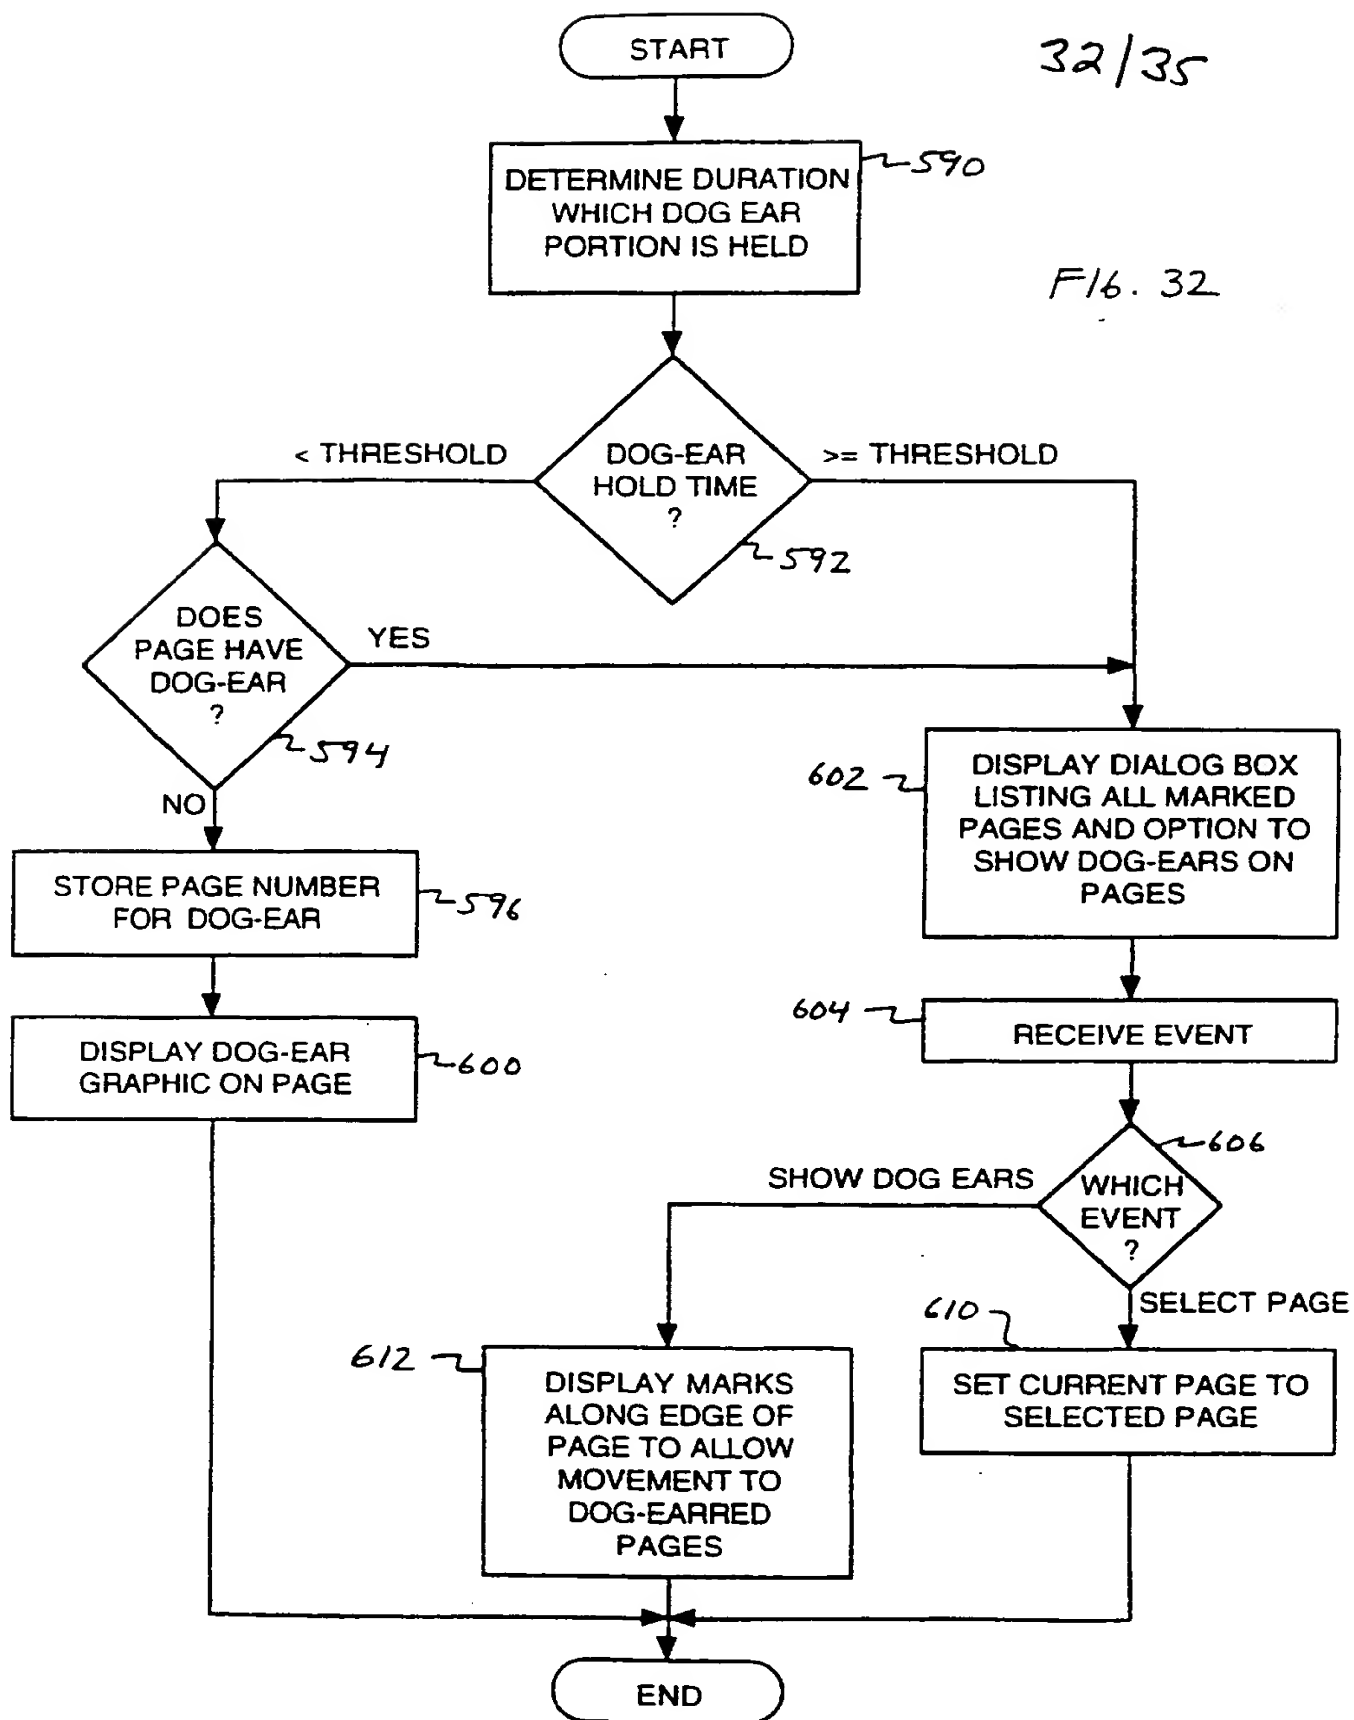 START
32/35
DETERMINE DURATION
WHICH DOG EAR
PORTION IS HELD
590
FIG. 32
< THRESHOLD
DOG-EAR
HOLD TIME
?
>= THRESHOLD
592
DOES
PAGE HAVE
DOG-EAR
?
YES
594
NO
602
DISPLAY DIALOG BOX
LISTING ALL MARKED
PAGES AND OPTION TO
SHOW DOG-EARS ON
PAGES
STORE PAGE NUMBER
FOR DOG-EAR
596
604
RECEIVE EVENT
DISPLAY DOG-EAR
GRAPHIC ON PAGE
600
606
SHOW DOG EARS
WHICH
EVENT
?
SELECT PAGE
610
612
DISPLAY MARKS
ALONG EDGE OF
PAGE TO ALLOW
MOVEMENT TO
DOG-EARRED
PAGES
SET CURRENT PAGE TO
SELECTED PAGE
END